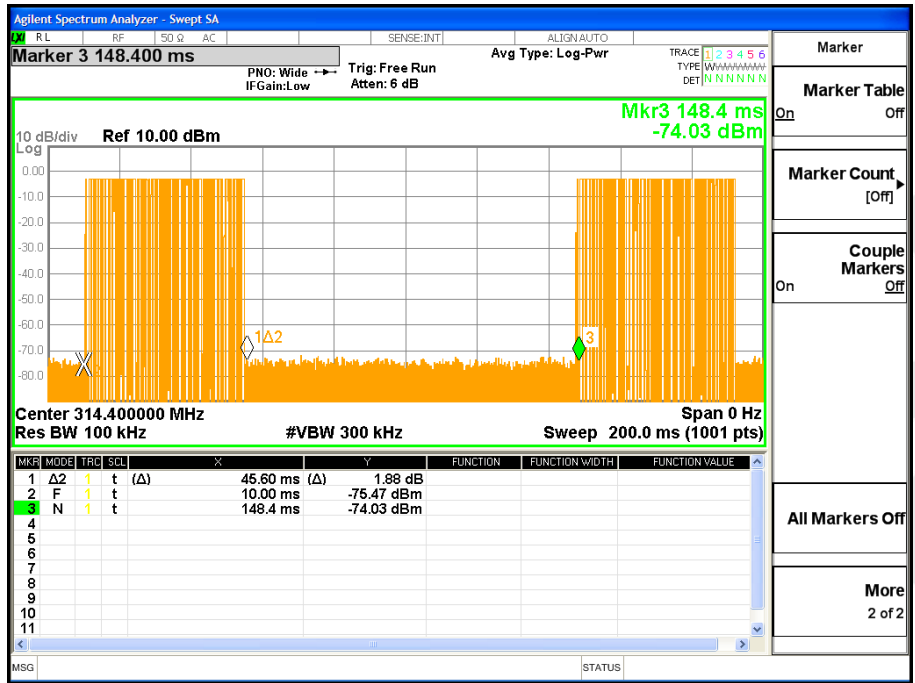 Agilent Spectrum Analyzer - Swept SA
LXI RL RF 50 Ω AC SENSE:INT ALIGN AUTO
Marker 3 148.400 ms
PNO: Wide
IFGain:Low
Trig: Free Run
Atten: 6 dB
Avg Type: Log-Pwr
TRACE 1 2 3 4 5 6
TYPE WWWWWW
DET N N N N N N
Mkr3 148.4 ms
-74.03 dBm
10 dB/div Ref 10.00 dBm
Log
0.00
-10.0
-20.0
-30.0
-40.0
-50.0
-60.0
-70.0
-80.0
1Δ2
3
Center 314.400000 MHz Span 0 Hz
Res BW 100 kHz #VBW 300 kHz Sweep 200.0 ms (1001 pts)
MKR MODE TRC SCL X Y FUNCTION FUNCTION WIDTH FUNCTION VALUE
1 Δ2 1 t (Δ) 45.60 ms (Δ) 1.88 dB
2 F 1 t 10.00 ms -75.47 dBm
3 N 1 t 148.4 ms -74.03 dBm
4
5
6
7
8
9
10
11
MSG STATUS
Marker
Marker Table
On Off
Marker Count
[Off]
Couple
Markers
On Off
All Markers Off
More
2 of 2